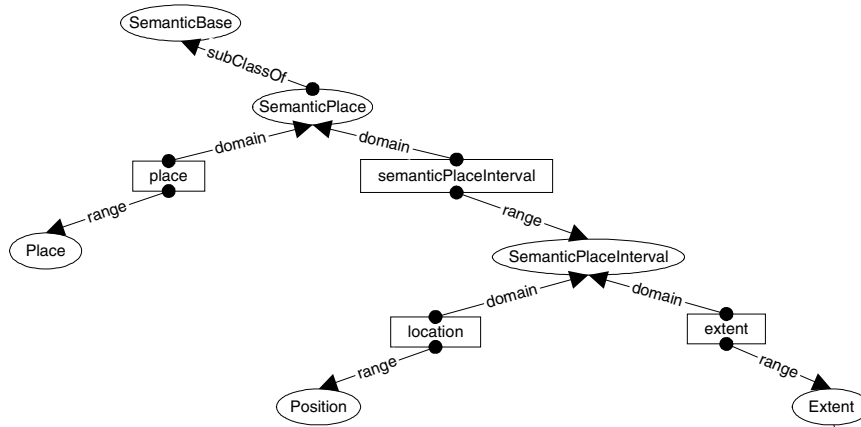 SemanticBase
subClassOf
SemanticPlace
domain
domain
place
semanticPlaceInterval
range
range
Place
SemanticPlaceInterval
domain
domain
location
extent
range
range
Position
Extent